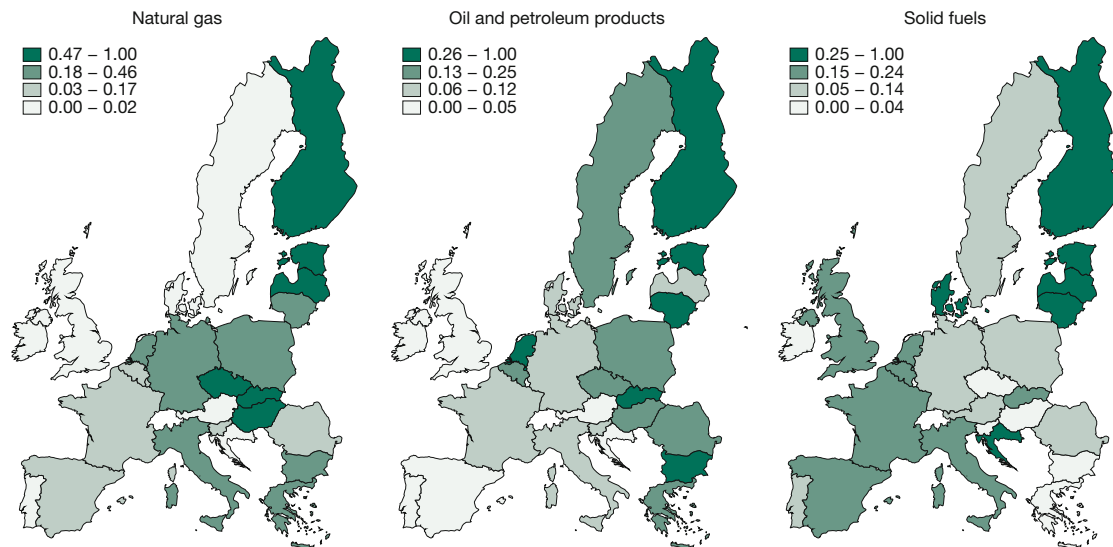 Natural gas
0.47 – 1.00
0.18 – 0.46
0.03 – 0.17
0.00 – 0.02
Oil and petroleum products
0.26 – 1.00
0.13 – 0.25
0.06 – 0.12
0.00 – 0.05
Solid fuels
0.25 – 1.00
0.15 – 0.24
0.05 – 0.14
0.00 – 0.04